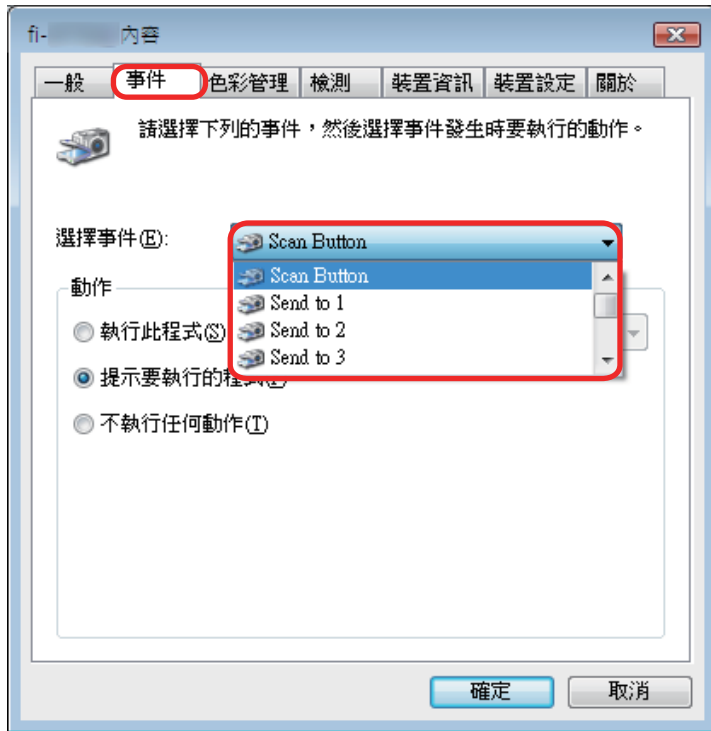 fi- 內容
一般 事件 色彩管理 檢測 裝置資訊 裝置設定 關於
請選擇下列的事件，然後選擇事件發生時要執行的動作。
選擇事件(E): Scan Button
Scan Button
Send to 1
Send to 2
Send to 3
動作
執行此程式(S)
提示要執行的程式
不執行任何動作(T)
確定 取消